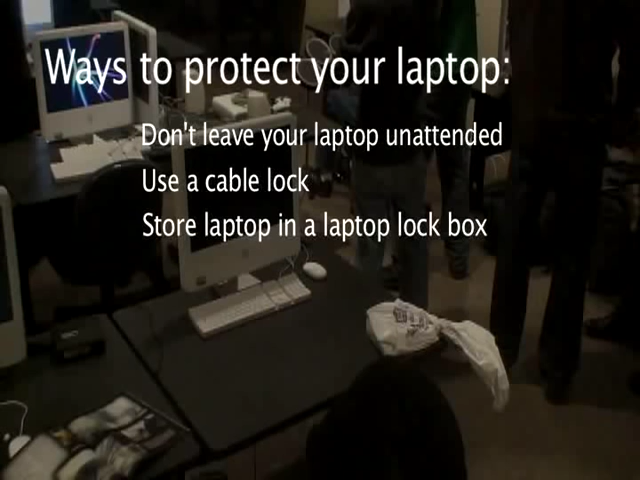 Ways to protect your laptop:
Don't leave your laptop unattended
Use a cable lock
Store laptop in a laptop lock box